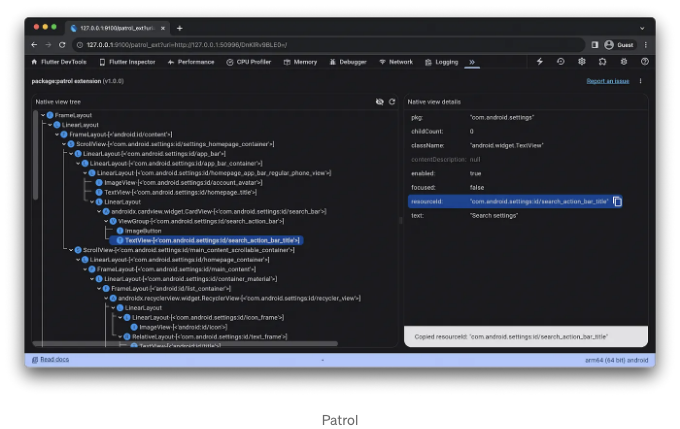 127.0.0.1:9100/patrol_ext?uri=
127.0.0.1:9100/patrol_ext?uri=http://127.0.0.1:50996/DnKlRv9BLE0=/
Guest
Flutter DevTools
Flutter Inspector
Performance
CPU Profiler
Memory
Debugger
Network
Logging
package:patrol extension (v1.0.0)
Report an issue
Native view tree
FrameLayout
LinearLayout
FrameLayout-[<'android:id/content'>]
ScrollView-[<'com.android.settings:id/settings_homepage_container'>]
LinearLayout-[<'com.android.settings:id/app_bar'>]
LinearLayout-[<'com.android.settings:id/app_bar_container'>]
LinearLayout-[<'com.android.settings:id/homepage_app_bar_regular_phone_view'>]
ImageView-[<'com.android.settings:id/account_avatar'>]
TextView-[<'com.android.settings:id/homepage_title'>]
LinearLayout
androidx.cardview.widget.CardView-[<'com.android.settings:id/search_bar'>]
ViewGroup-[<'com.android.settings:id/search_action_bar'>]
ImageButton
TextView-[<'com.android.settings:id/search_action_bar_title'>]
ScrollView-[<'com.android.settings:id/main_content_scrollable_container'>]
LinearLayout-[<'com.android.settings:id/homepage_container'>]
FrameLayout-[<'com.android.settings:id/main_content'>]
LinearLayout-[<'com.android.settings:id/container_material'>]
FrameLayout-[<'android:id/list_container'>]
androidx.recyclerview.widget.RecyclerView-[<'com.android.settings:id/recycler_view'>]
LinearLayout
LinearLayout-[<'com.android.settings:id/icon_frame'>]
ImageView-[<'android:id/icon'>]
RelativeLayout-[<'com.android.settings:id/text_frame'>]
TextView-[<'android:id/title'>]
Native view details
pkg: "com.android.settings"
childCount: 0
className: "android.widget.TextView"
contentDescription: null
enabled: true
focused: false
resourceId: "com.android.settings:id/search_action_bar_title"
text: "Search settings"
Copied resourceId: "com.android.settings:id/search_action_bar_title"
Read docs
arm64 (64 bit) android
Patrol